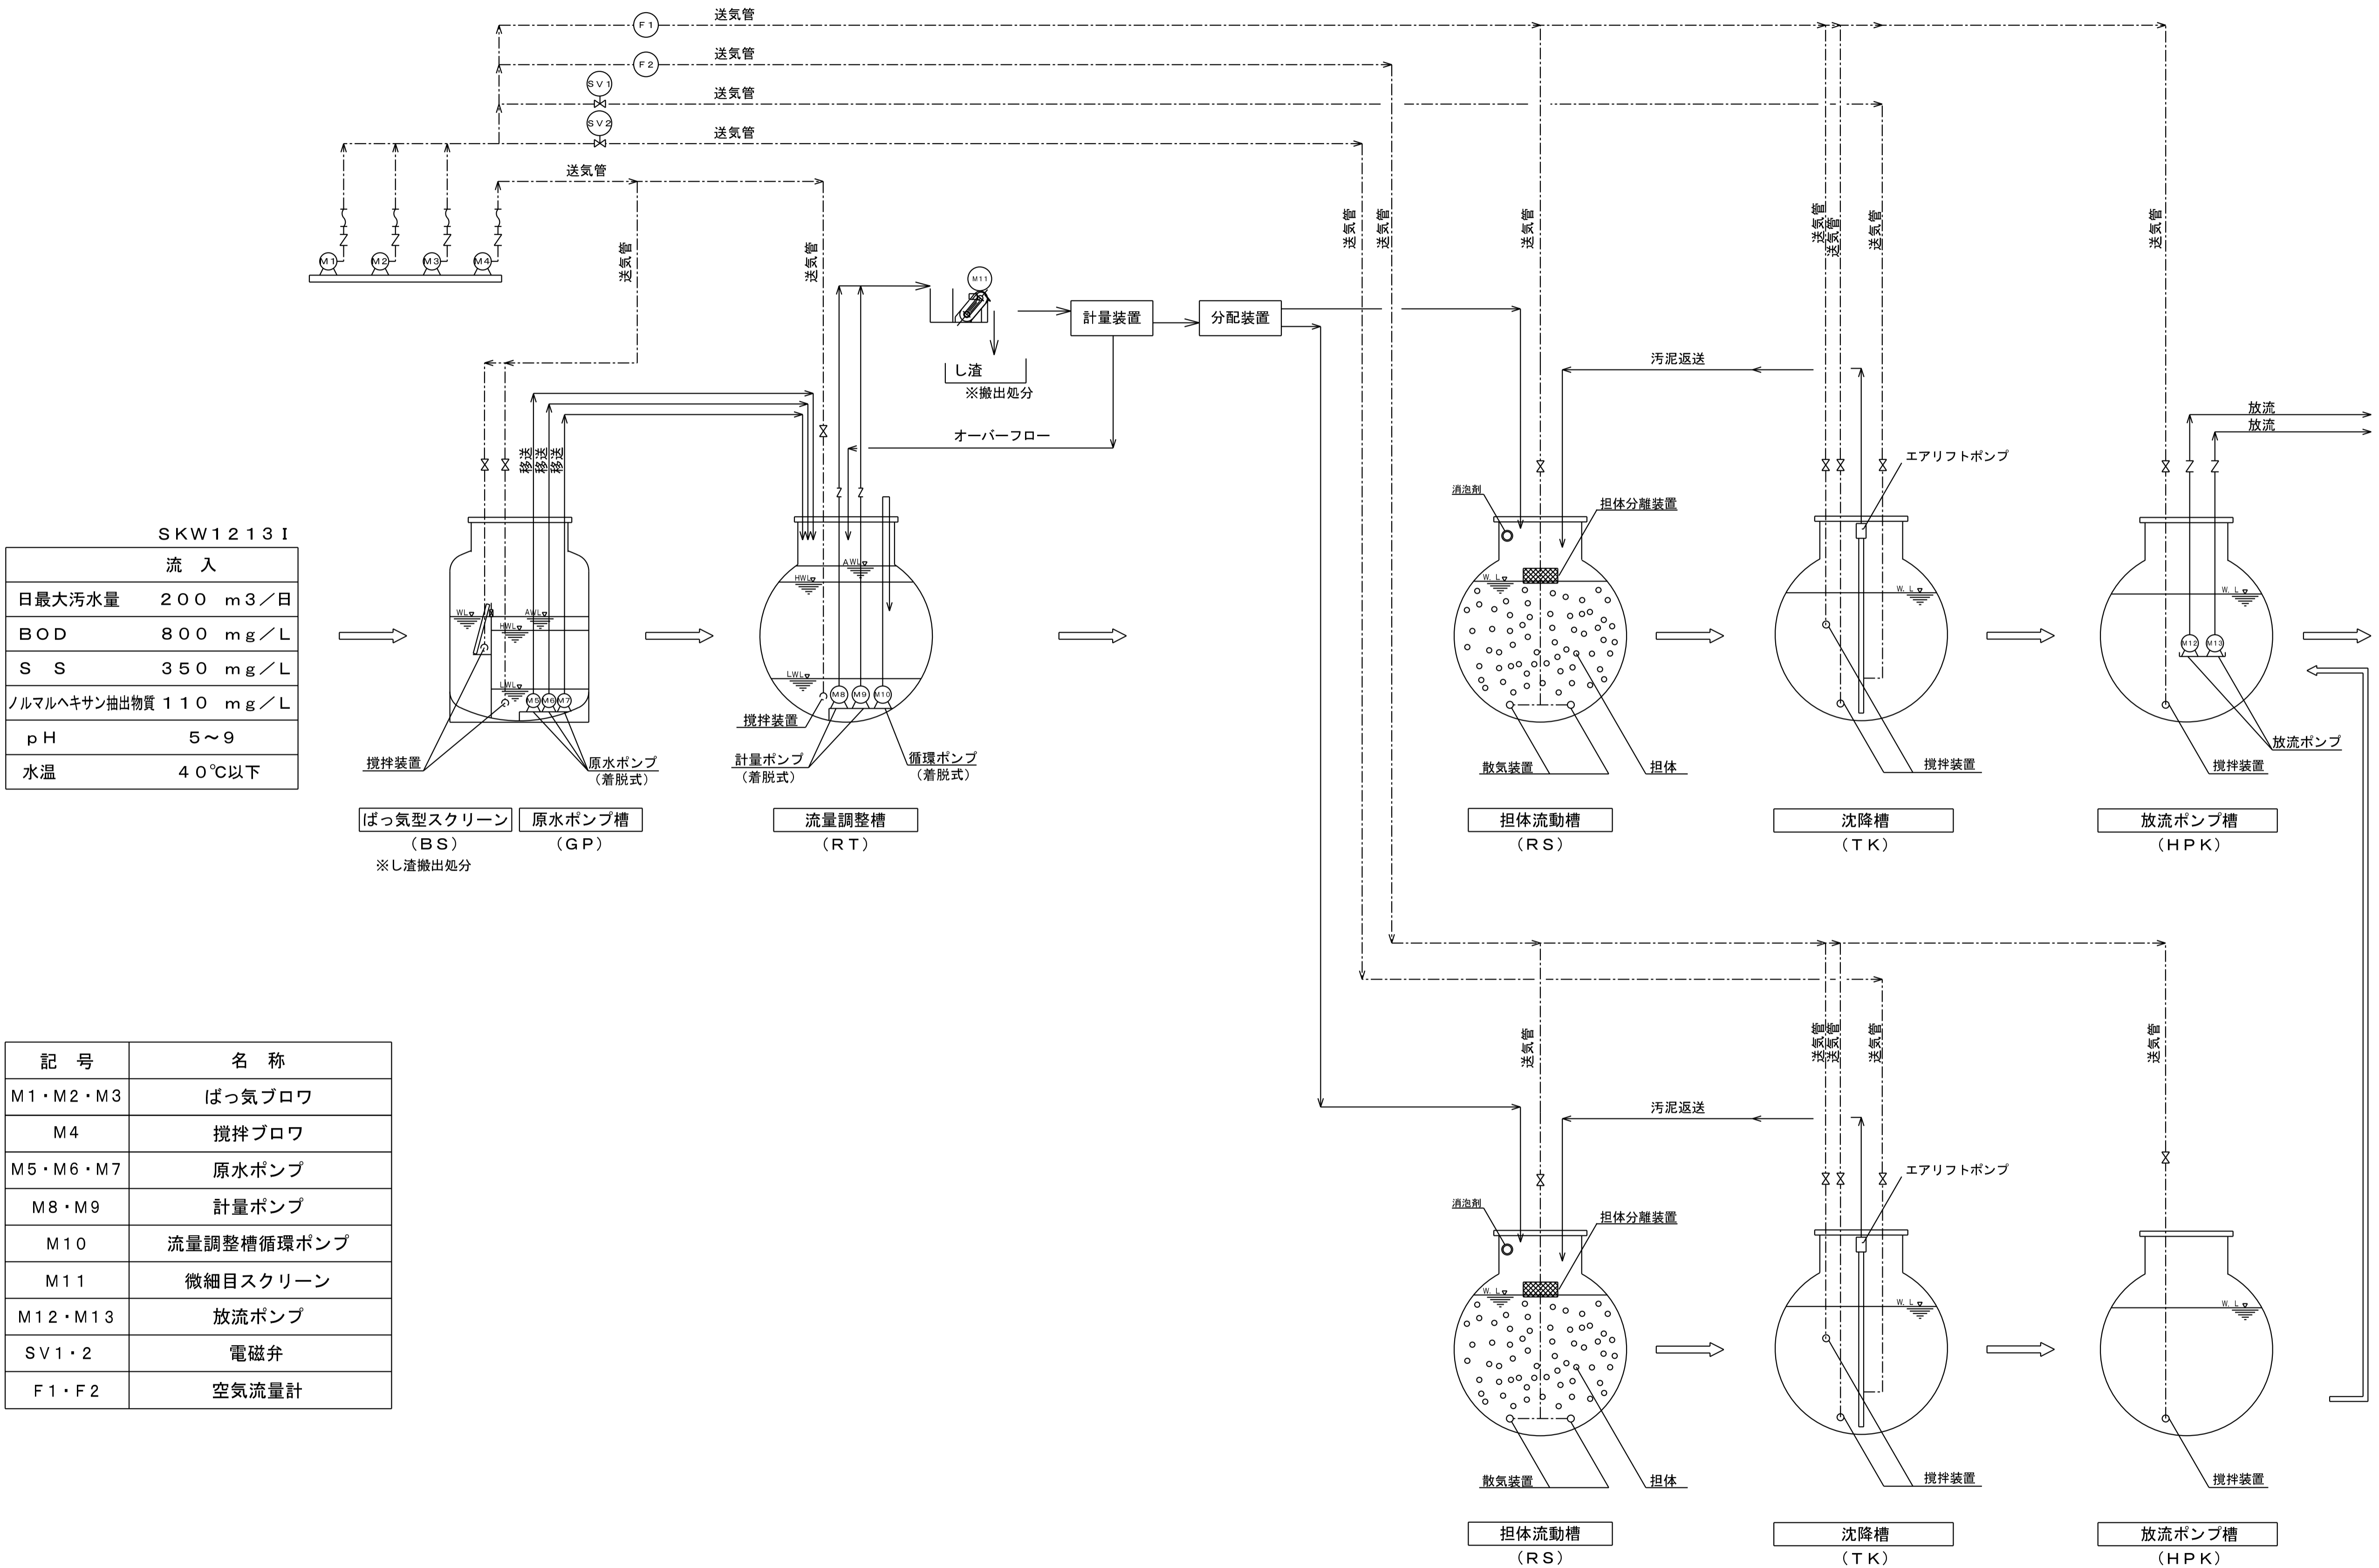 送気管
F1
送気管
F2
送気管
SV1
送気管
SV2
送気管
M1
M2
M3
M4
送気管
送気管
送気管
送気管
送気管
送気管
送気管
送気管
送気管
M11
計量装置
分配装置
し渣
※搬出処分
オーバーフロー
汚泥返送
放流
放流
移送
移送
移送
エアリフトポンプ
消泡剤
担体分離装置
SKW1213I
流 入
日最大汚水量 200 m3/日
BOD 800 mg/L
S S 350 mg/L
ノルマルヘキサン抽出物質 110 mg/L
pH 5~9
水温 40℃以下
WL
AWL
HWL
LWL
M5
M6
M7
撹拌装置
原水ポンプ
(着脱式)
AWL
HWL
LWL
M8
M9
M10
撹拌装置
計量ポンプ
(着脱式)
循環ポンプ
(着脱式)
W.L
散気装置
担体
W.L
撹拌装置
W.L
M12
M13
放流ポンプ
撹拌装置
ばっ気型スクリーン
(BS)
※し渣搬出処分
原水ポンプ槽
(GP)
流量調整槽
(RT)
担体流動槽
(RS)
沈降槽
(TK)
放流ポンプ槽
(HPK)
記 号 名 称
M1・M2・M3 ばっ気ブロワ
M4 撹拌ブロワ
M5・M6・M7 原水ポンプ
M8・M9 計量ポンプ
M10 流量調整槽循環ポンプ
M11 微細目スクリーン
M12・M13 放流ポンプ
SV1・2 電磁弁
F1・F2 空気流量計
送気管
送気管
送気管
送気管
送気管
汚泥返送
エアリフトポンプ
消泡剤
担体分離装置
W.L
W.L
W.L
散気装置
担体
撹拌装置
撹拌装置
担体流動槽
(RS)
沈降槽
(TK)
放流ポンプ槽
(HPK)